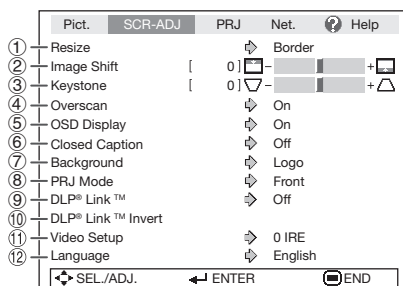 Pict. SCR-ADJ PRJ Net. ? Help
① Resize Border
② Image Shift [ 0 ] − +
③ Keystone [ 0 ] − +
④ Overscan On
⑤ OSD Display On
⑥ Closed Caption Off
⑦ Background Logo
⑧ PRJ Mode Front
⑨ DLP® Link ™ Off
⑩ DLP® Link ™ Invert
⑪ Video Setup 0 IRE
⑫ Language English
SEL./ADJ. ENTER END